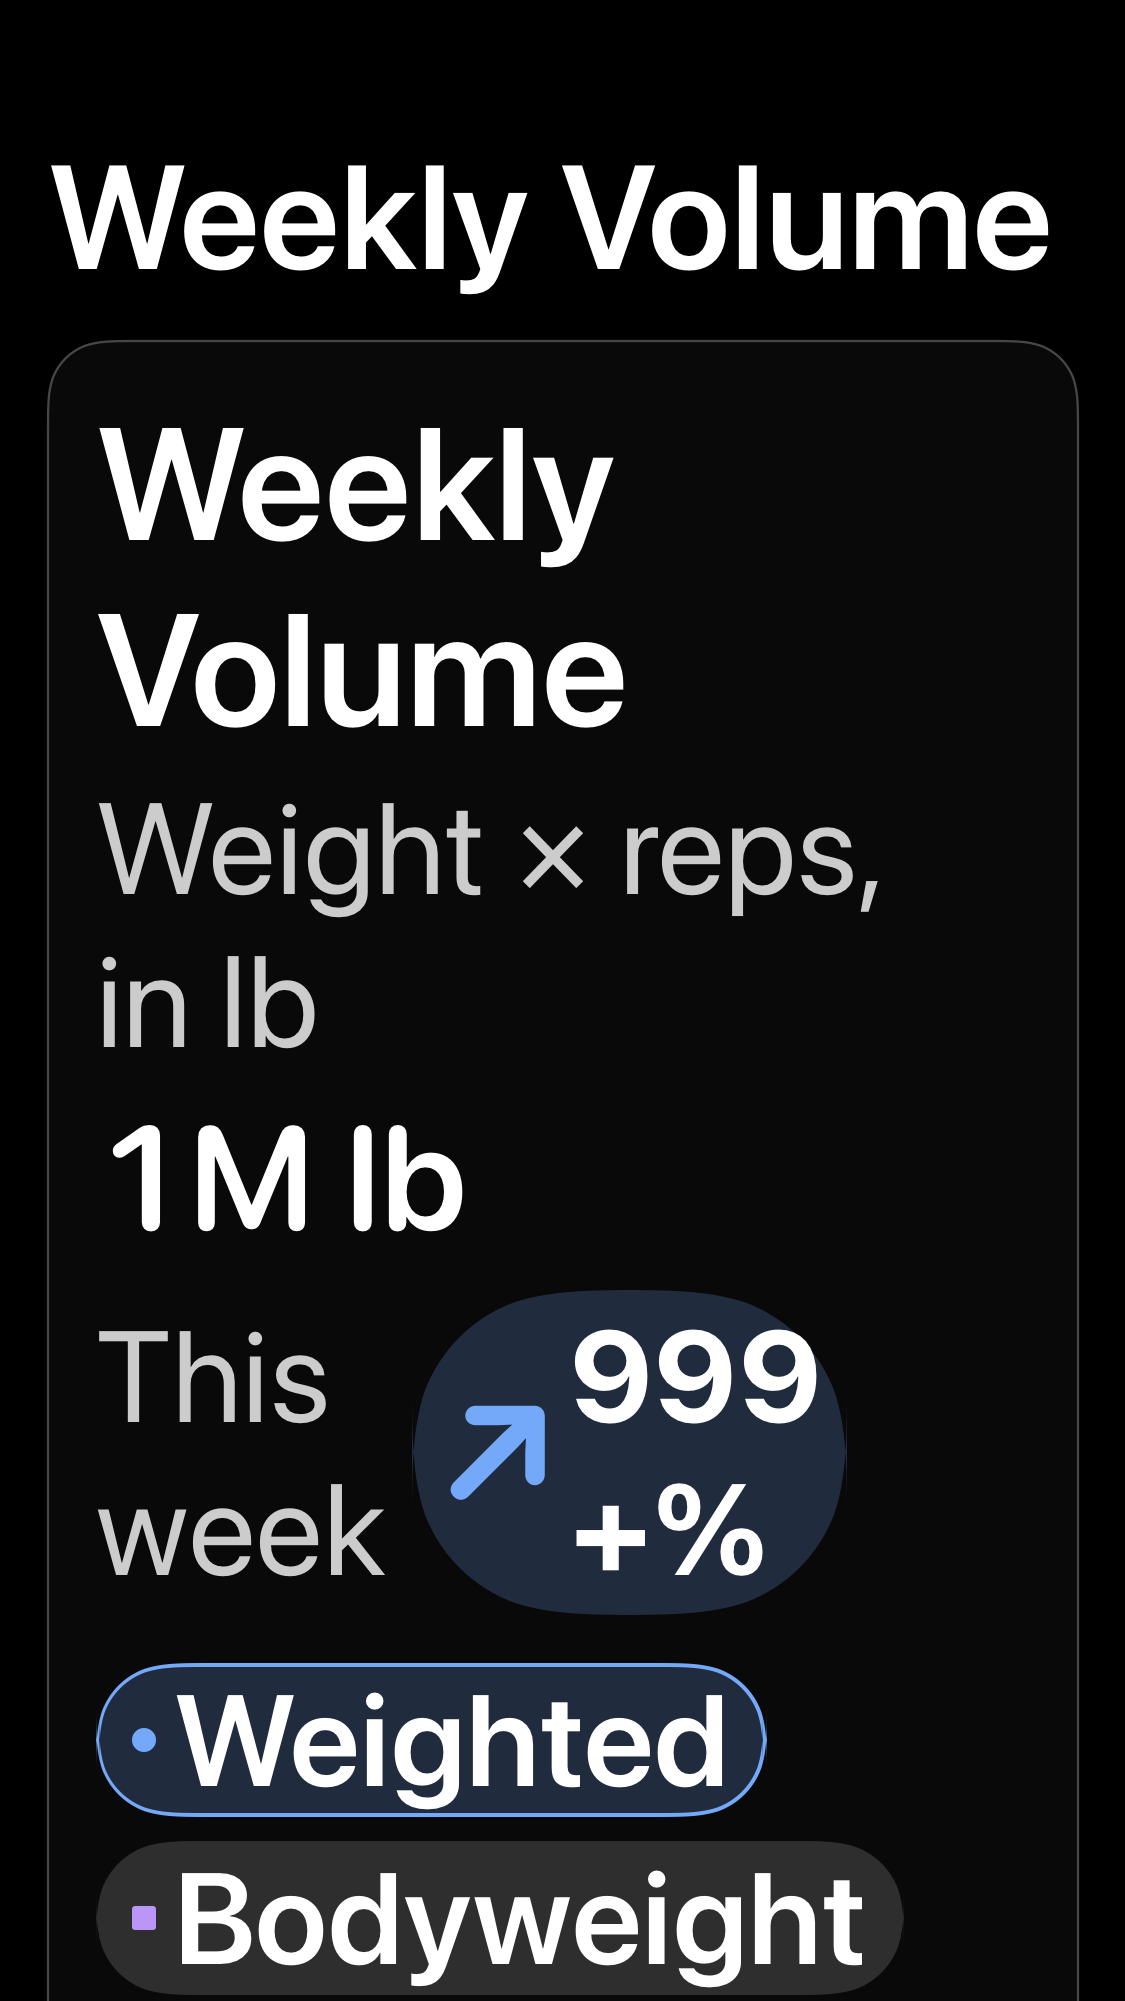 Weekly Volume
Weekly
Volume
Weight × reps,
in lb
1M lb
This
week
999
+%
Weighted
Bodyweight